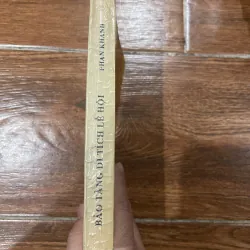 PHAN KHANH
BẢO TÀNG DI TÍCH LỄ HỘI